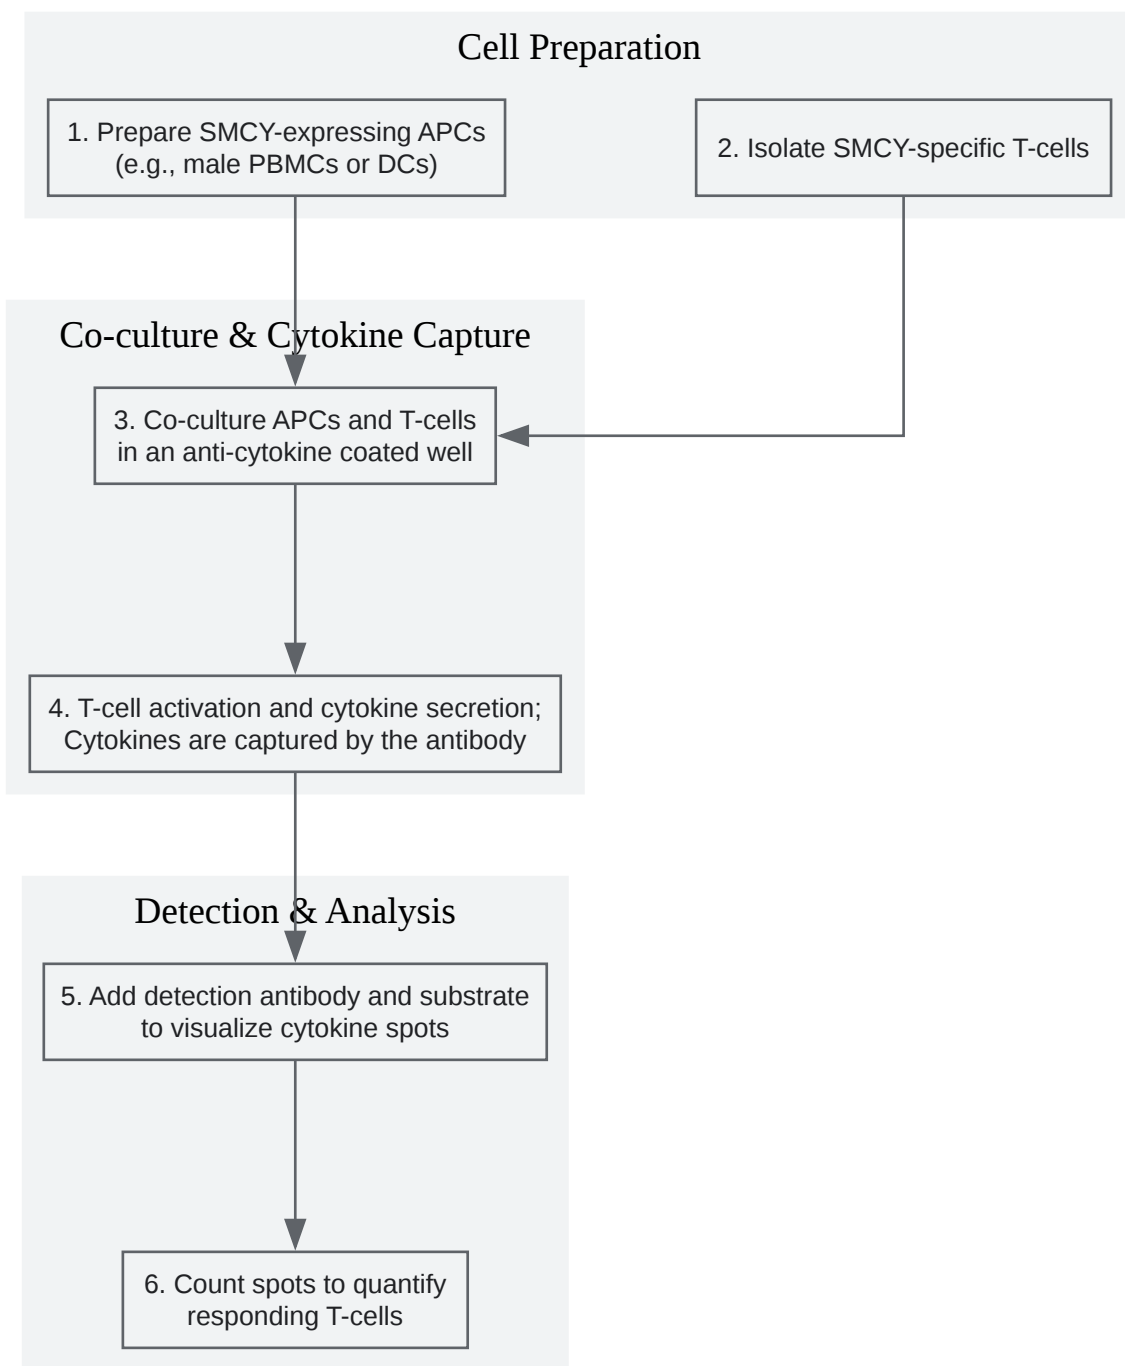 Cell Preparation
1. Prepare SMCY-expressing APCs
(e.g., male PBMCs or DCs)
2. Isolate SMCY-specific T-cells
Co-culture & Cytokine Capture
3. Co-culture APCs and T-cells
in an anti-cytokine coated well
4. T-cell activation and cytokine secretion;
Cytokines are captured by the antibody
Detection & Analysis
5. Add detection antibody and substrate
to visualize cytokine spots
6. Count spots to quantify
responding T-cells